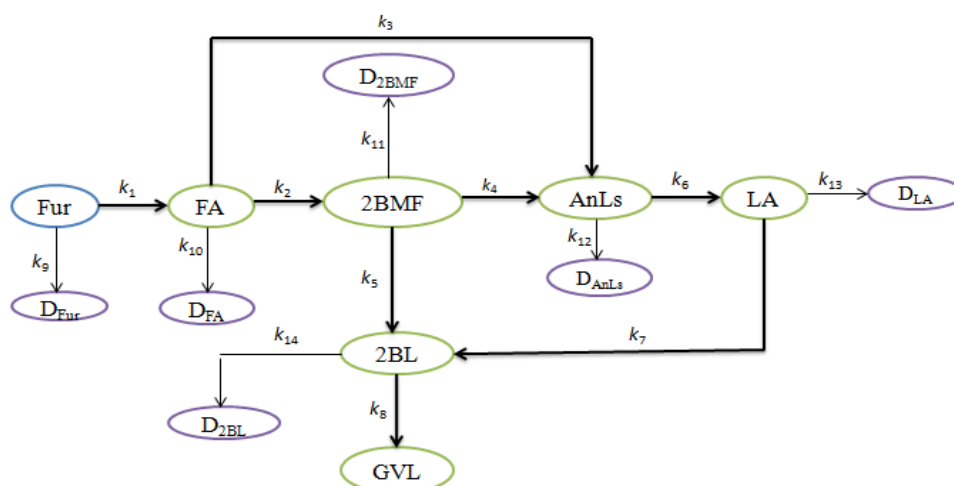 k3
D2BMF
k11
k1
k2
k4
k6
k13
Fur
FA
2BMF
AnLs
LA
DLA
k9
k10
k5
k12
DFur
DFA
DAnLs
k14
2BL
k7
D2BL
k8
GVL